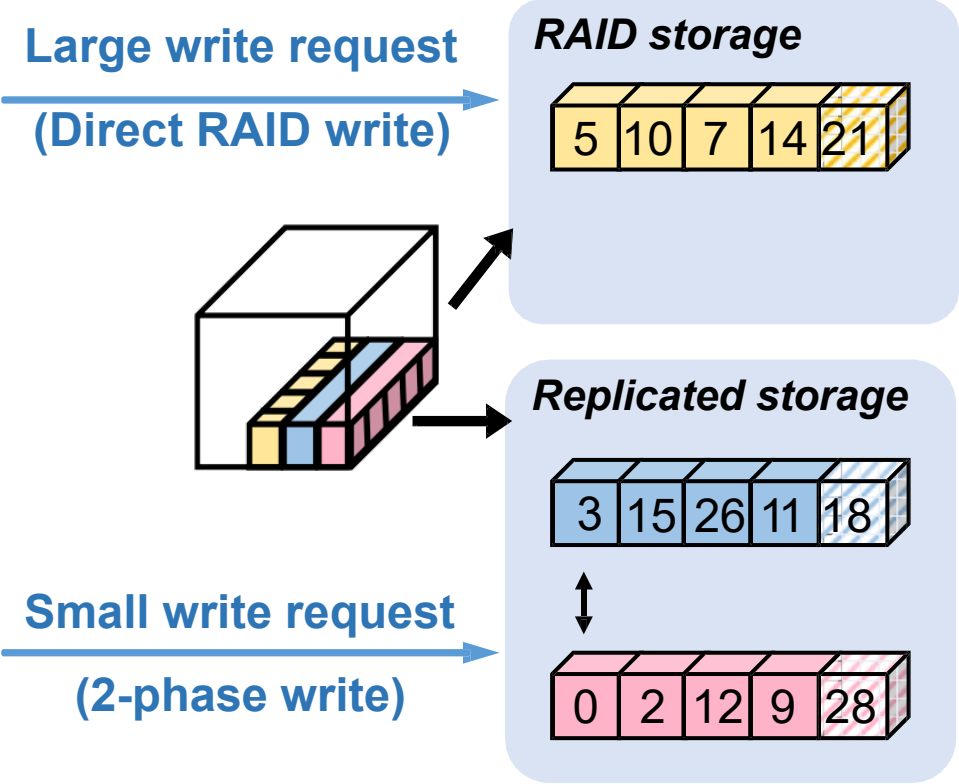 Large write request
(Direct RAID write)
RAID storage
5 10 7 14 21
Replicated storage
3 15 26 11 18
Small write request
(2-phase write)
0 2 12 9 28